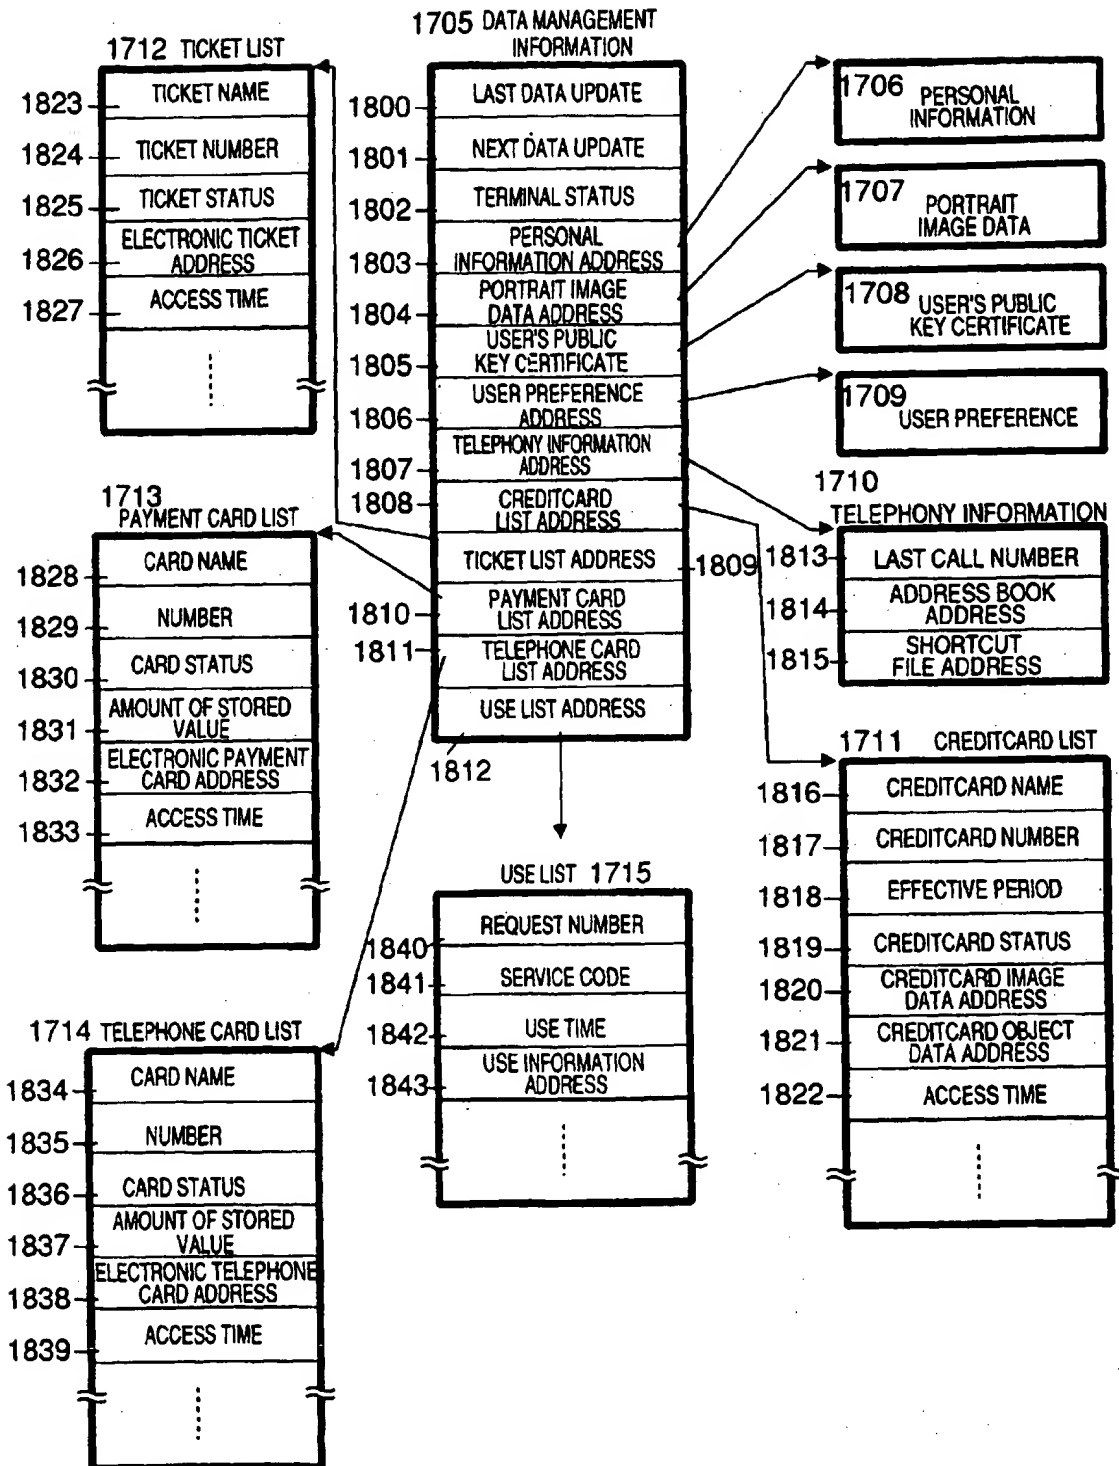 1712 TICKET LIST
1823 TICKET NAME
1824 TICKET NUMBER
1825 TICKET STATUS
1826 ELECTRONIC TICKET
ADDRESS
1827 ACCESS TIME
1713
PAYMENT CARD LIST
1828 CARD NAME
1829 NUMBER
1830 CARD STATUS
1831 AMOUNT OF STORED
VALUE
1832 ELECTRONIC PAYMENT
CARD ADDRESS
1833 ACCESS TIME
1714 TELEPHONE CARD LIST
1834 CARD NAME
1835 NUMBER
1836 CARD STATUS
1837 AMOUNT OF STORED
VALUE
1838 ELECTRONIC TELEPHONE
CARD ADDRESS
1839 ACCESS TIME
1705 DATA MANAGEMENT
INFORMATION
1800 LAST DATA UPDATE
1801 NEXT DATA UPDATE
1802 TERMINAL STATUS
1803 PERSONAL
INFORMATION ADDRESS
1804 PORTRAIT IMAGE
DATA ADDRESS
1805 USER'S PUBLIC
KEY CERTIFICATE
1806 USER PREFERENCE
ADDRESS
1807 TELEPHONY INFORMATION
ADDRESS
1808 CREDITCARD
LIST ADDRESS
TICKET LIST ADDRESS 1809
1810 PAYMENT CARD
LIST ADDRESS
1811 TELEPHONE CARD
LIST ADDRESS
USE LIST ADDRESS
1812
USE LIST 1715
1840 REQUEST NUMBER
1841 SERVICE CODE
1842 USE TIME
1843 USE INFORMATION
ADDRESS
1706 PERSONAL
INFORMATION
1707 PORTRAIT
IMAGE DATA
1708 USER'S PUBLIC
KEY CERTIFICATE
1709
USER PREFERENCE
1710
TELEPHONY INFORMATION
1813 LAST CALL NUMBER
1814 ADDRESS BOOK
ADDRESS
1815 SHORTCUT
FILE ADDRESS
1711 CREDITCARD LIST
1816 CREDITCARD NAME
1817 CREDITCARD NUMBER
1818 EFFECTIVE PERIOD
1819 CREDITCARD STATUS
1820 CREDITCARD IMAGE
DATA ADDRESS
1821 CREDITCARD OBJECT
DATA ADDRESS
1822 ACCESS TIME